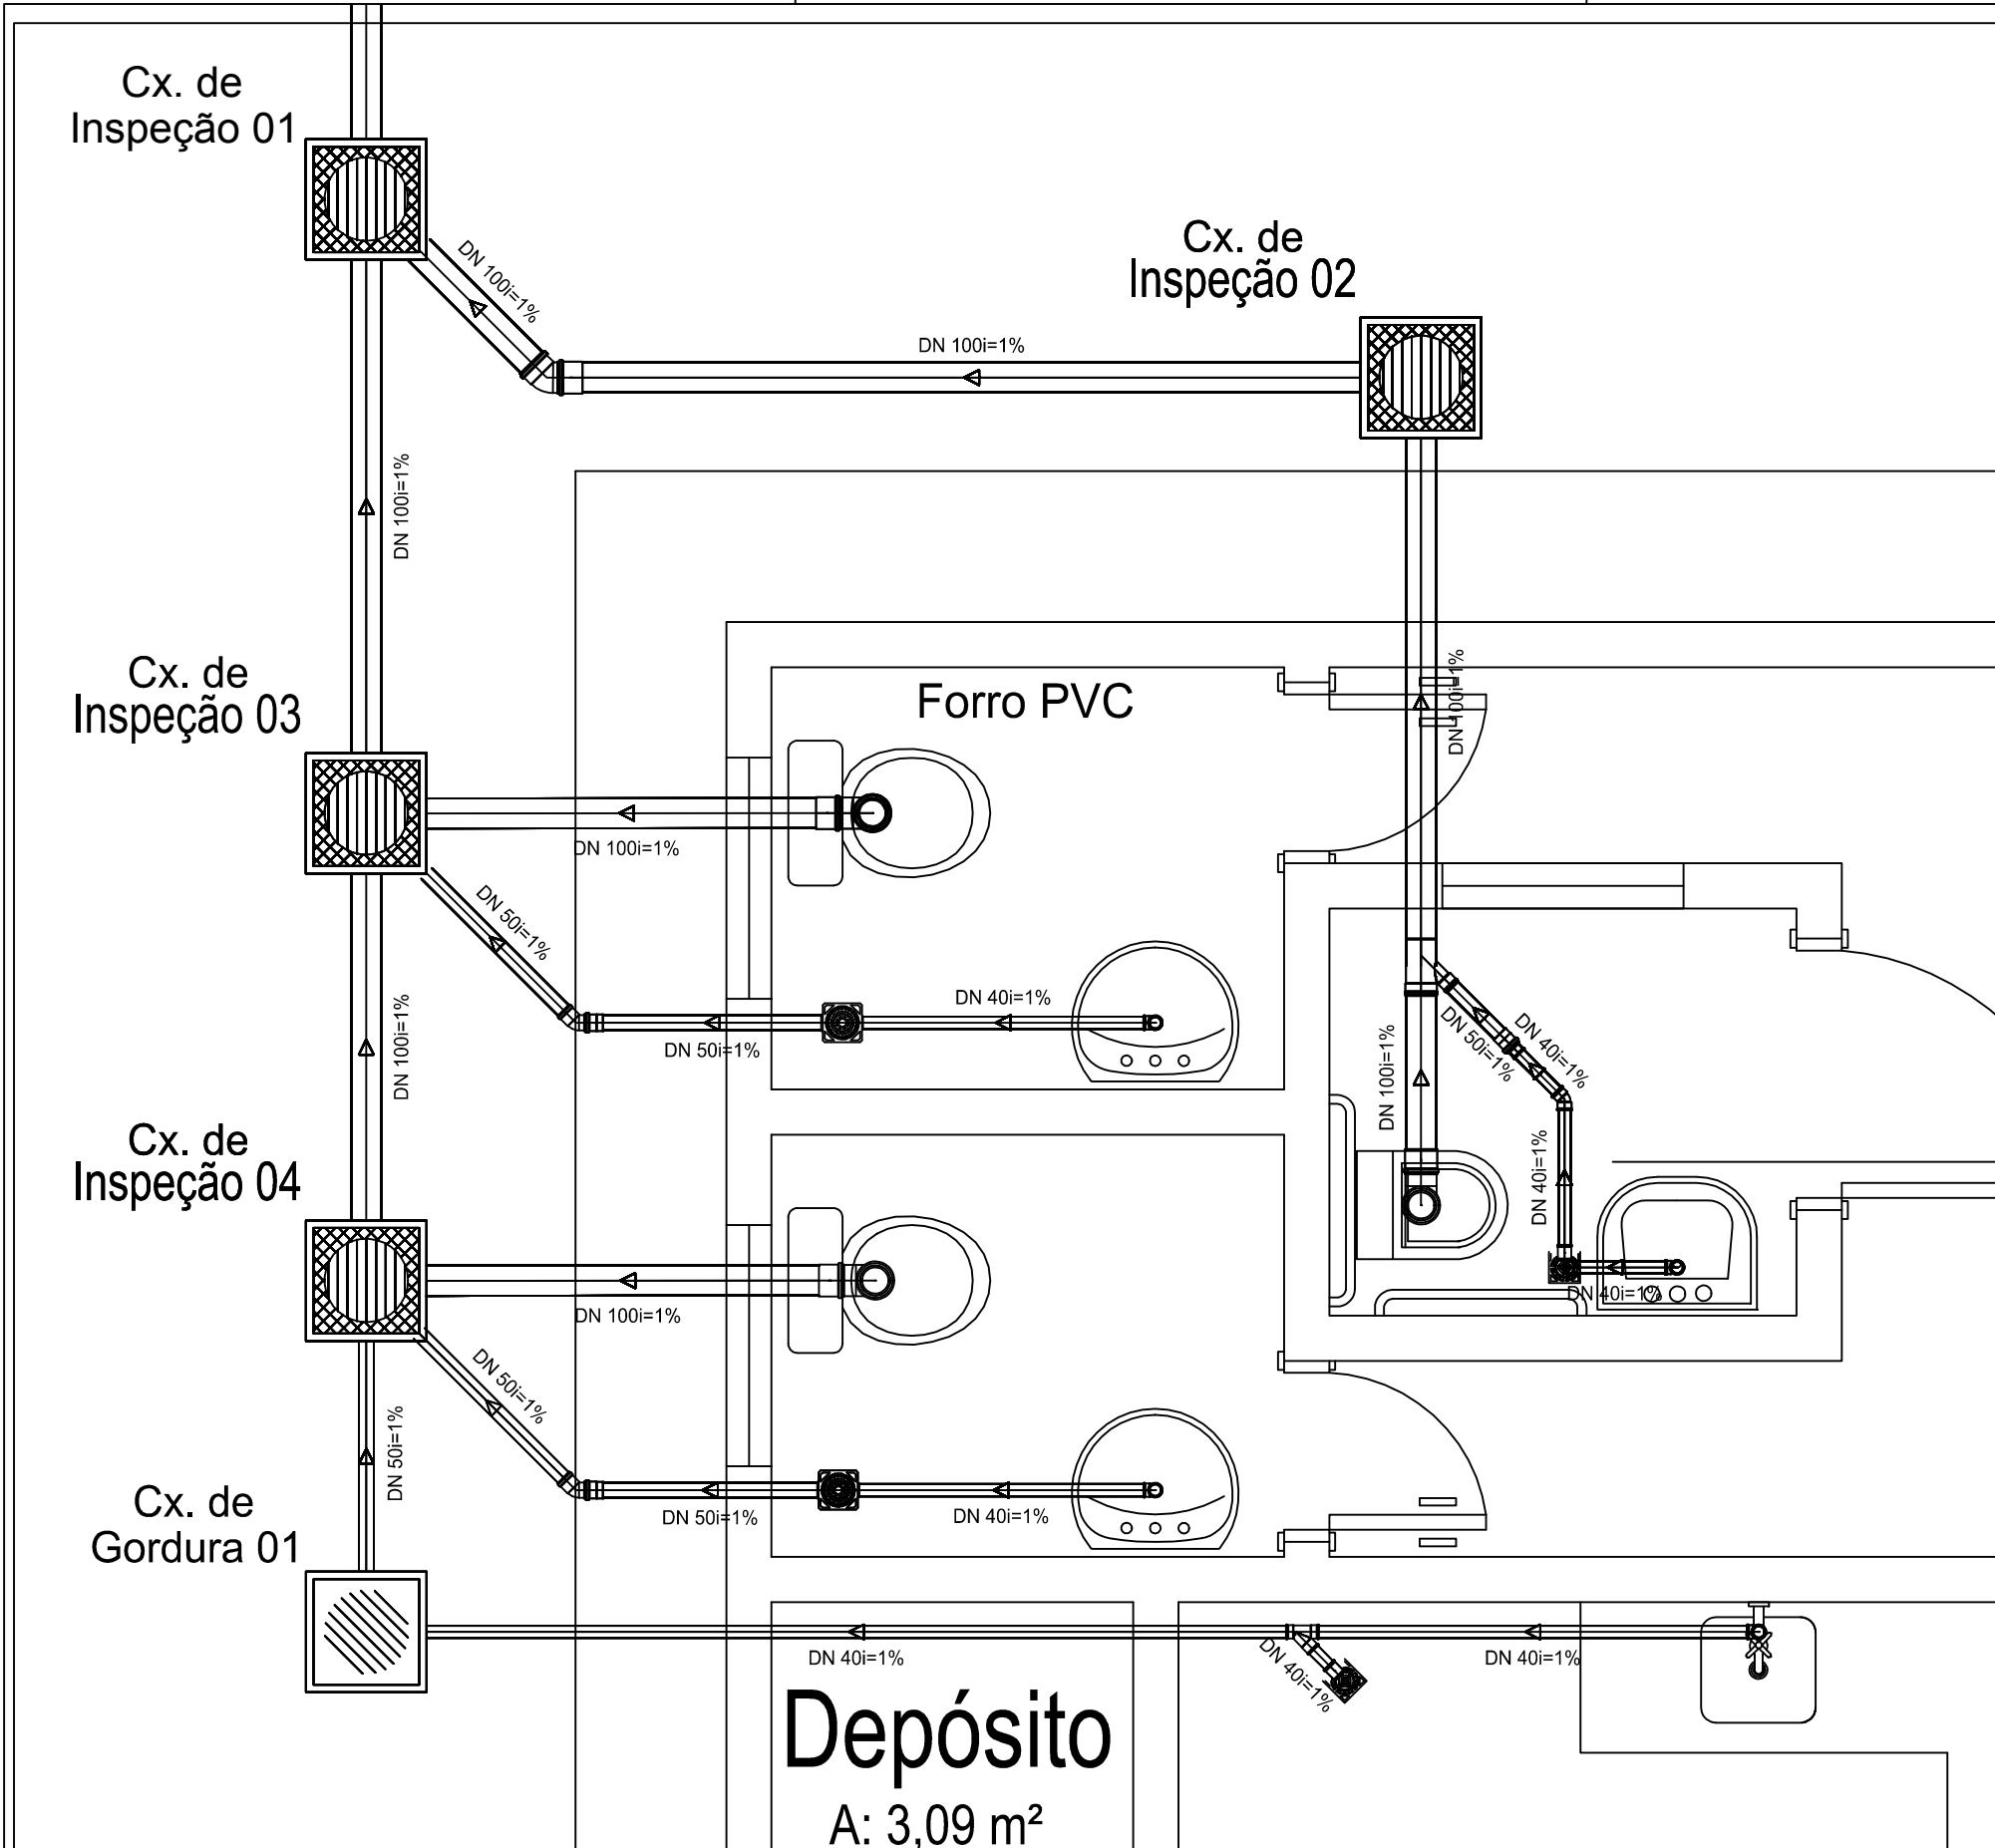 Cx. de
Inspeção 01
DN 100i=1%
Cx. de
Inspeção 02
DN 100i=1%
DN 100i=1%
Cx. de
Inspeção 03
Forro PVC
DN 100i=1%
DN 100i=1%
DN 50i=1%
DN 40i=1%
DN 50i=1%
DN 100i=1%
DN 100i=1%
DN 50i=1%
DN 40i=1%
DN 40i=1%
DN 40i=1%
Cx. de
Inspeção 04
DN 100i=1%
DN 50i=1%
DN 50i=1%
DN 50i=1%
DN 40i=1%
Cx. de
Gordura 01
DN 40i=1%
DN 40i=1%
DN 40i=1%
Depósito
A: 3,09 m²